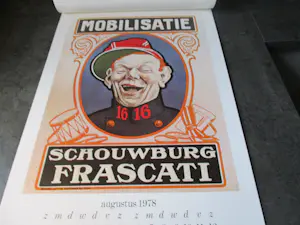 MOBILISATIE
16 16
SCHOUWBURG
FRASCATI
augustus 1978
z m d w d v z z m d w d v z